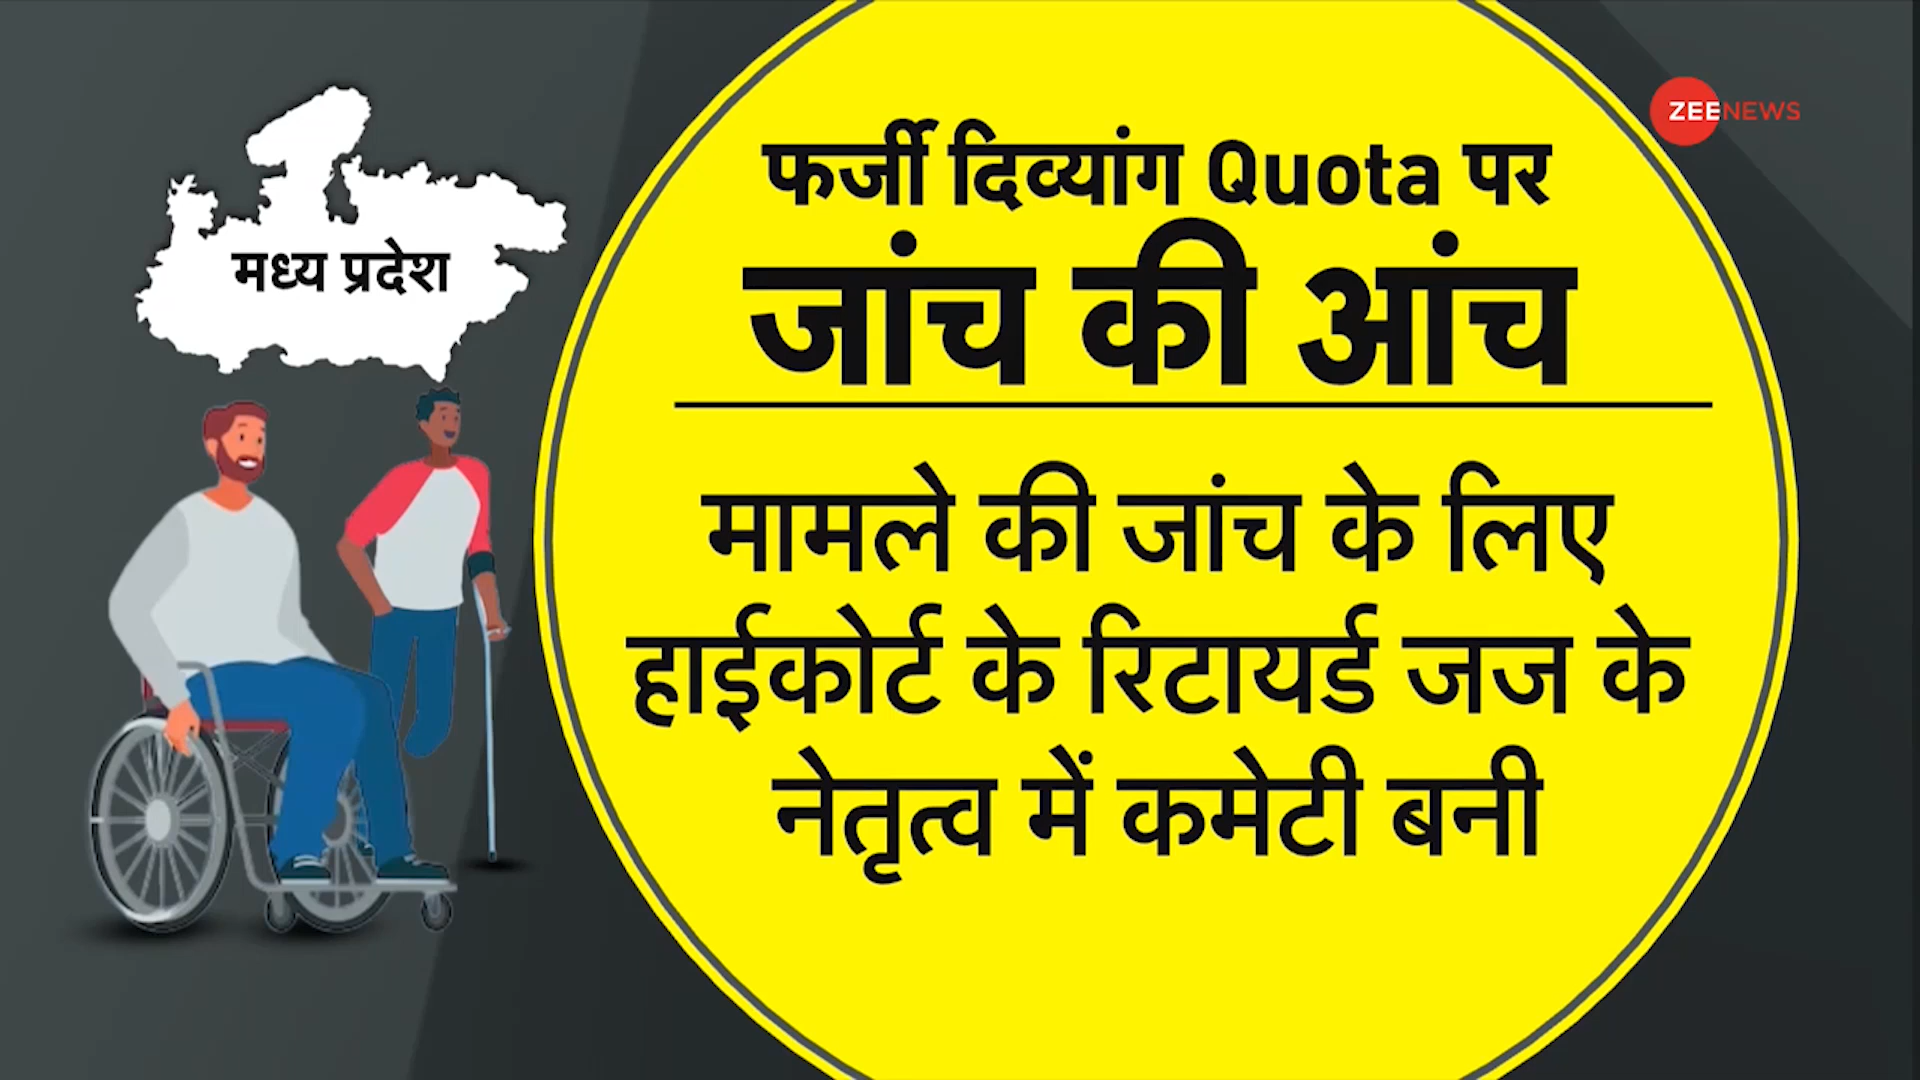 ZEENEWS
मध्य प्रदेश
फर्जी दिव्यांग Quota पर
जांच की आंच
मामले की जांच के लिए
हाईकोर्ट के रिटायर्ड जज के
नेतृत्व में कमेटी बनी